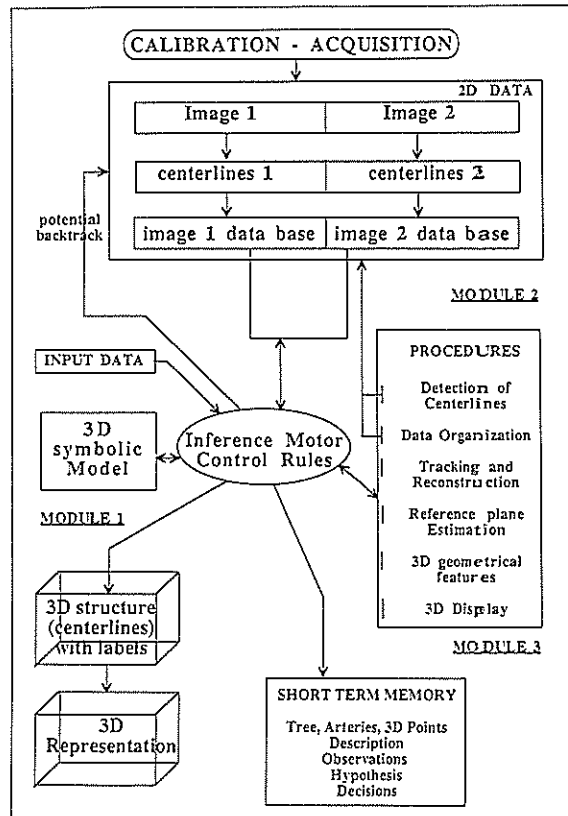 CALIBRATION - ACQUISITION
2D DATA
Image 1 Image 2
centerlines 1 centerlines 2
potential
backtrack
image 1 data base image 2 data base
MODULE 2
INPUT DATA
PROCEDURES
Detection of
Centerlines
Data Organization
Tracking and
Reconstruction
Reference plane
Estimation
3D geometrical
features
3D Display
MODULE 3
3D
symbolic
Model
Inference Motor
Control Rules
MODULE 1
3D structure
(centerlines)
with labels
3D
Representation
SHORT TERM MEMORY
Tree, Arteries, 3D Points
Description
Observations
Hypothesis
Decisions